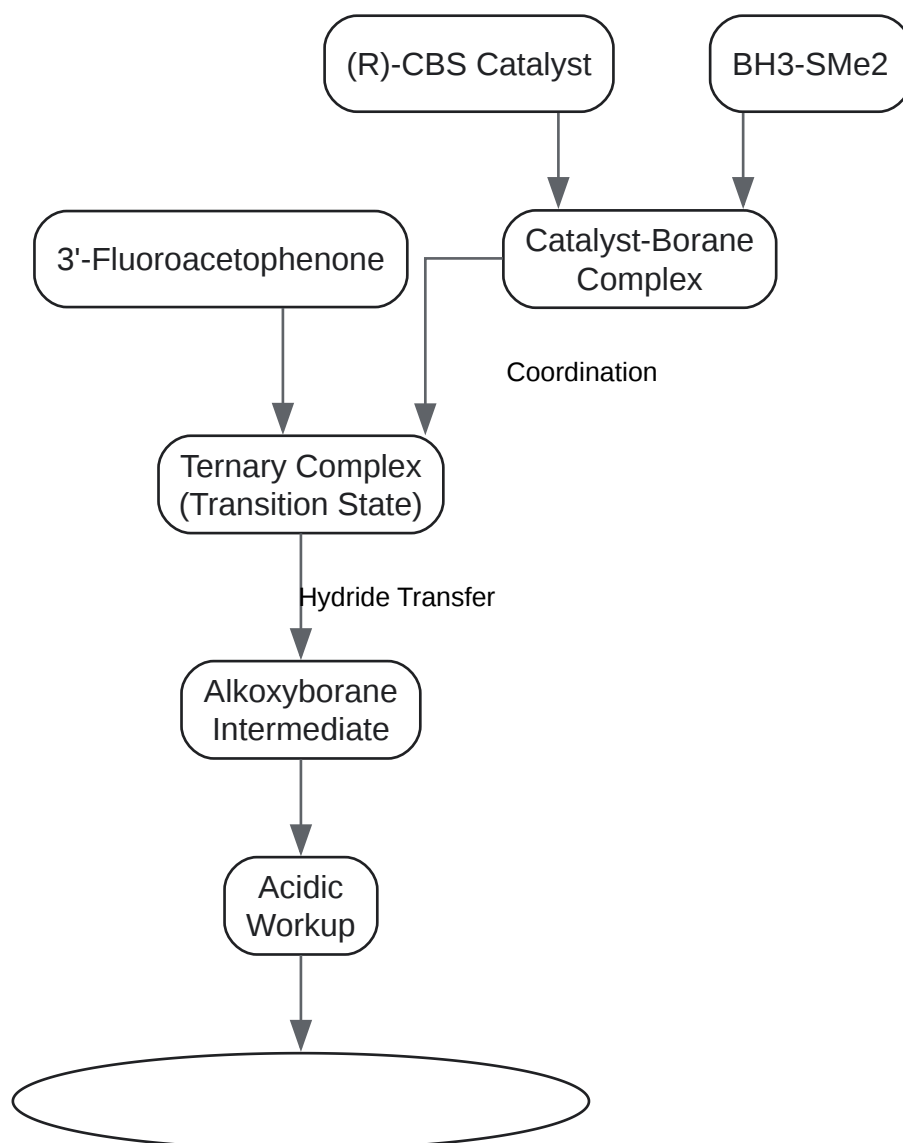 (R)-CBS Catalyst
BH3-SMe2
3'-Fluoroacetophenone
Catalyst-Borane
Complex
Coordination
Ternary Complex
(Transition State)
Hydride Transfer
Alkoxyborane
Intermediate
Acidic
Workup